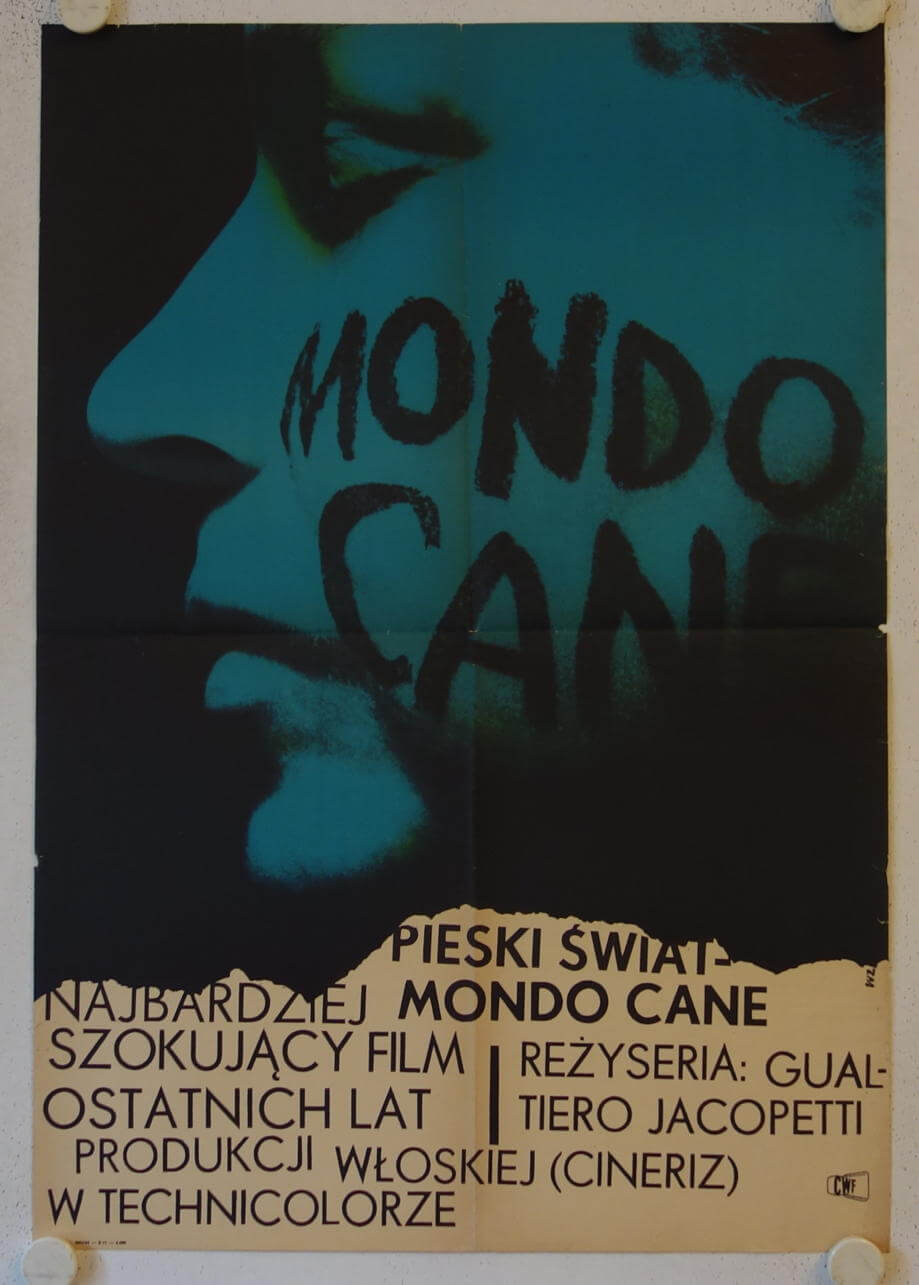 MONDO
CANE
PIESKI ŚWIAT-
MONDO CANE
NAJBARDZIEJ
SZOKUJĄCY FILM
OSTATNICH LAT
REŻYSERIA: GUAL-
TIERO JACOPETTI
PRODUKCJI WŁOSKIEJ (CINERIZ)
W TECHNICOLORZE
CWF